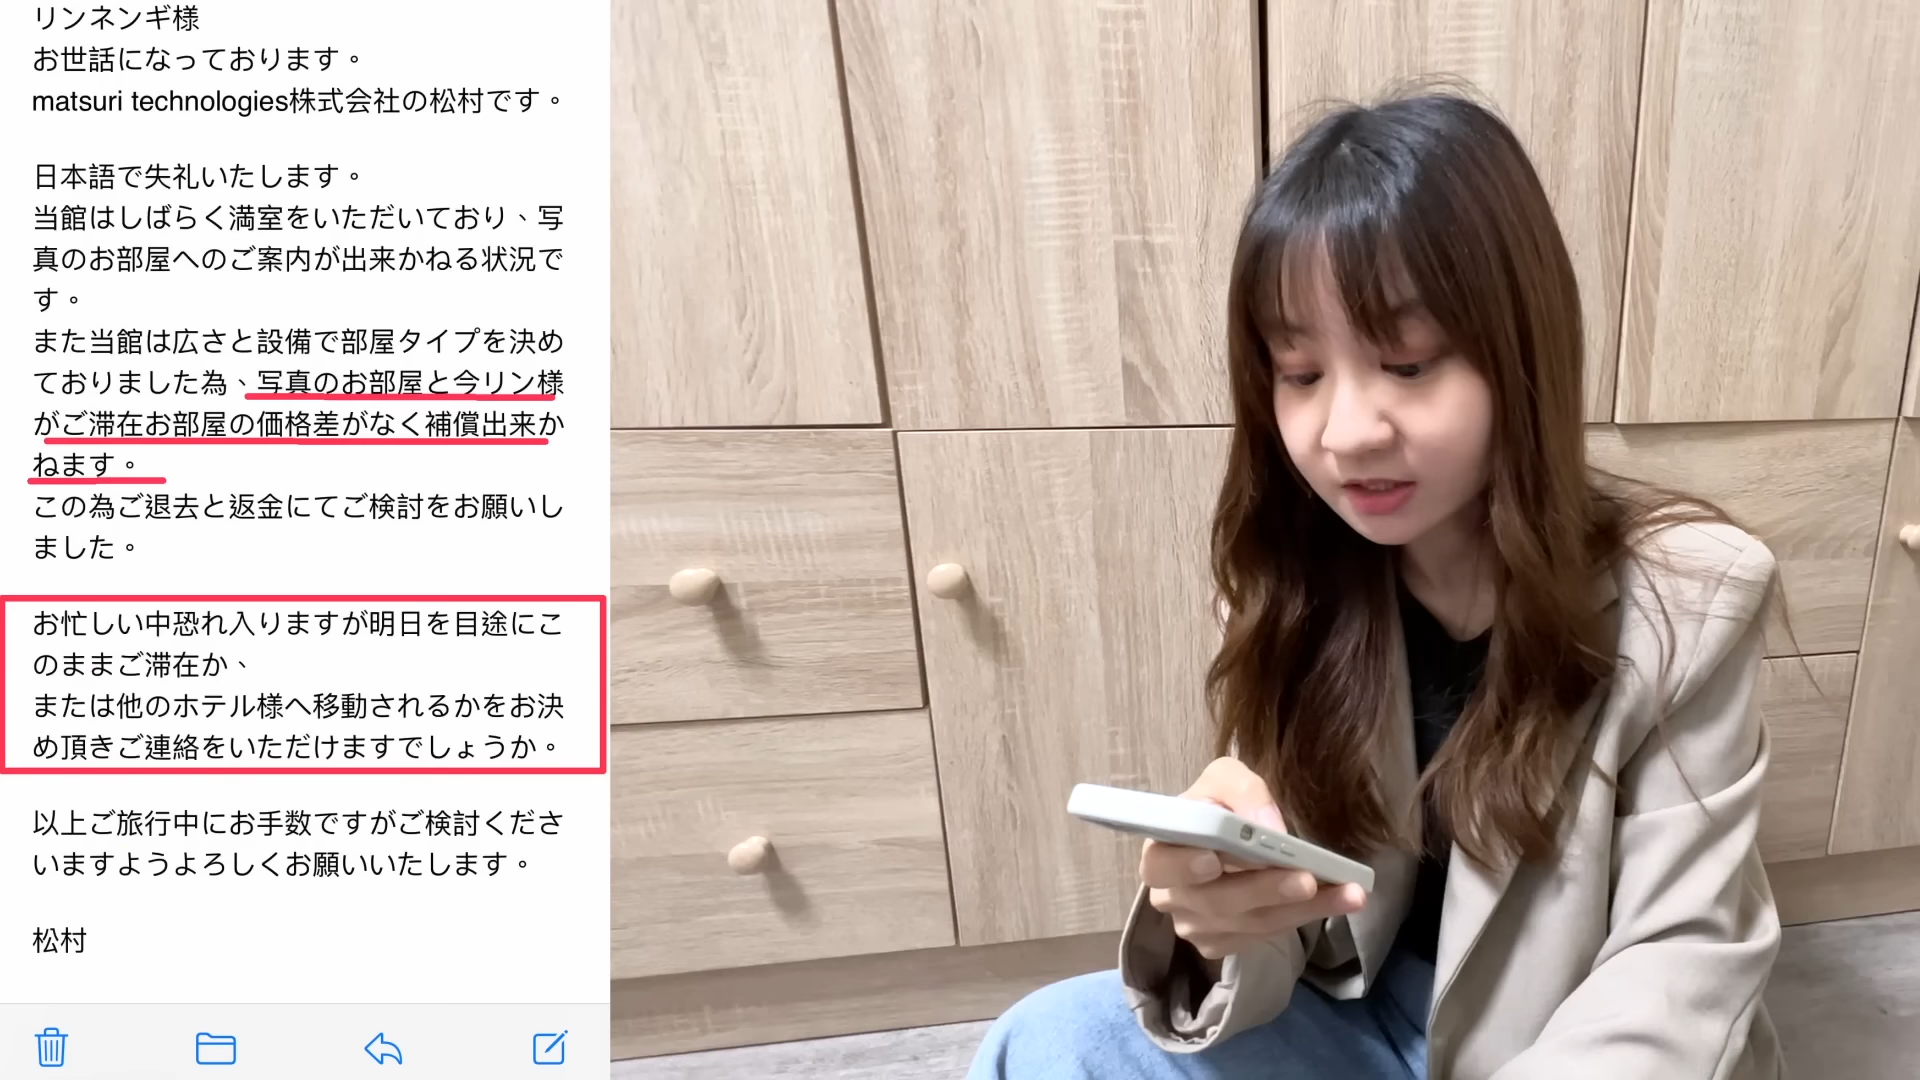 リンネンギ様
お世話になっております。
matsuri technologies株式会社の松村です。
日本語で失礼いたします。
当館はしばらく満室をいただいており、写
真のお部屋へのご案内が出来かねる状況で
す。
また当館は広さと設備で部屋タイプを決め
ておりました為、写真のお部屋と今リン様
がご滞在お部屋の価格差がなく補償出来か
ねます。
この為ご退去と返金にてご検討をお願いし
ました。
お忙しい中恐れ入りますが明日を目途にこ
のままご滞在か、
または他のホテル様へ移動されるかをお決
め頂きご連絡をいただけますでしょうか。
以上ご旅行中にお手数ですがご検討くださ
いますようよろしくお願いいたします。
松村